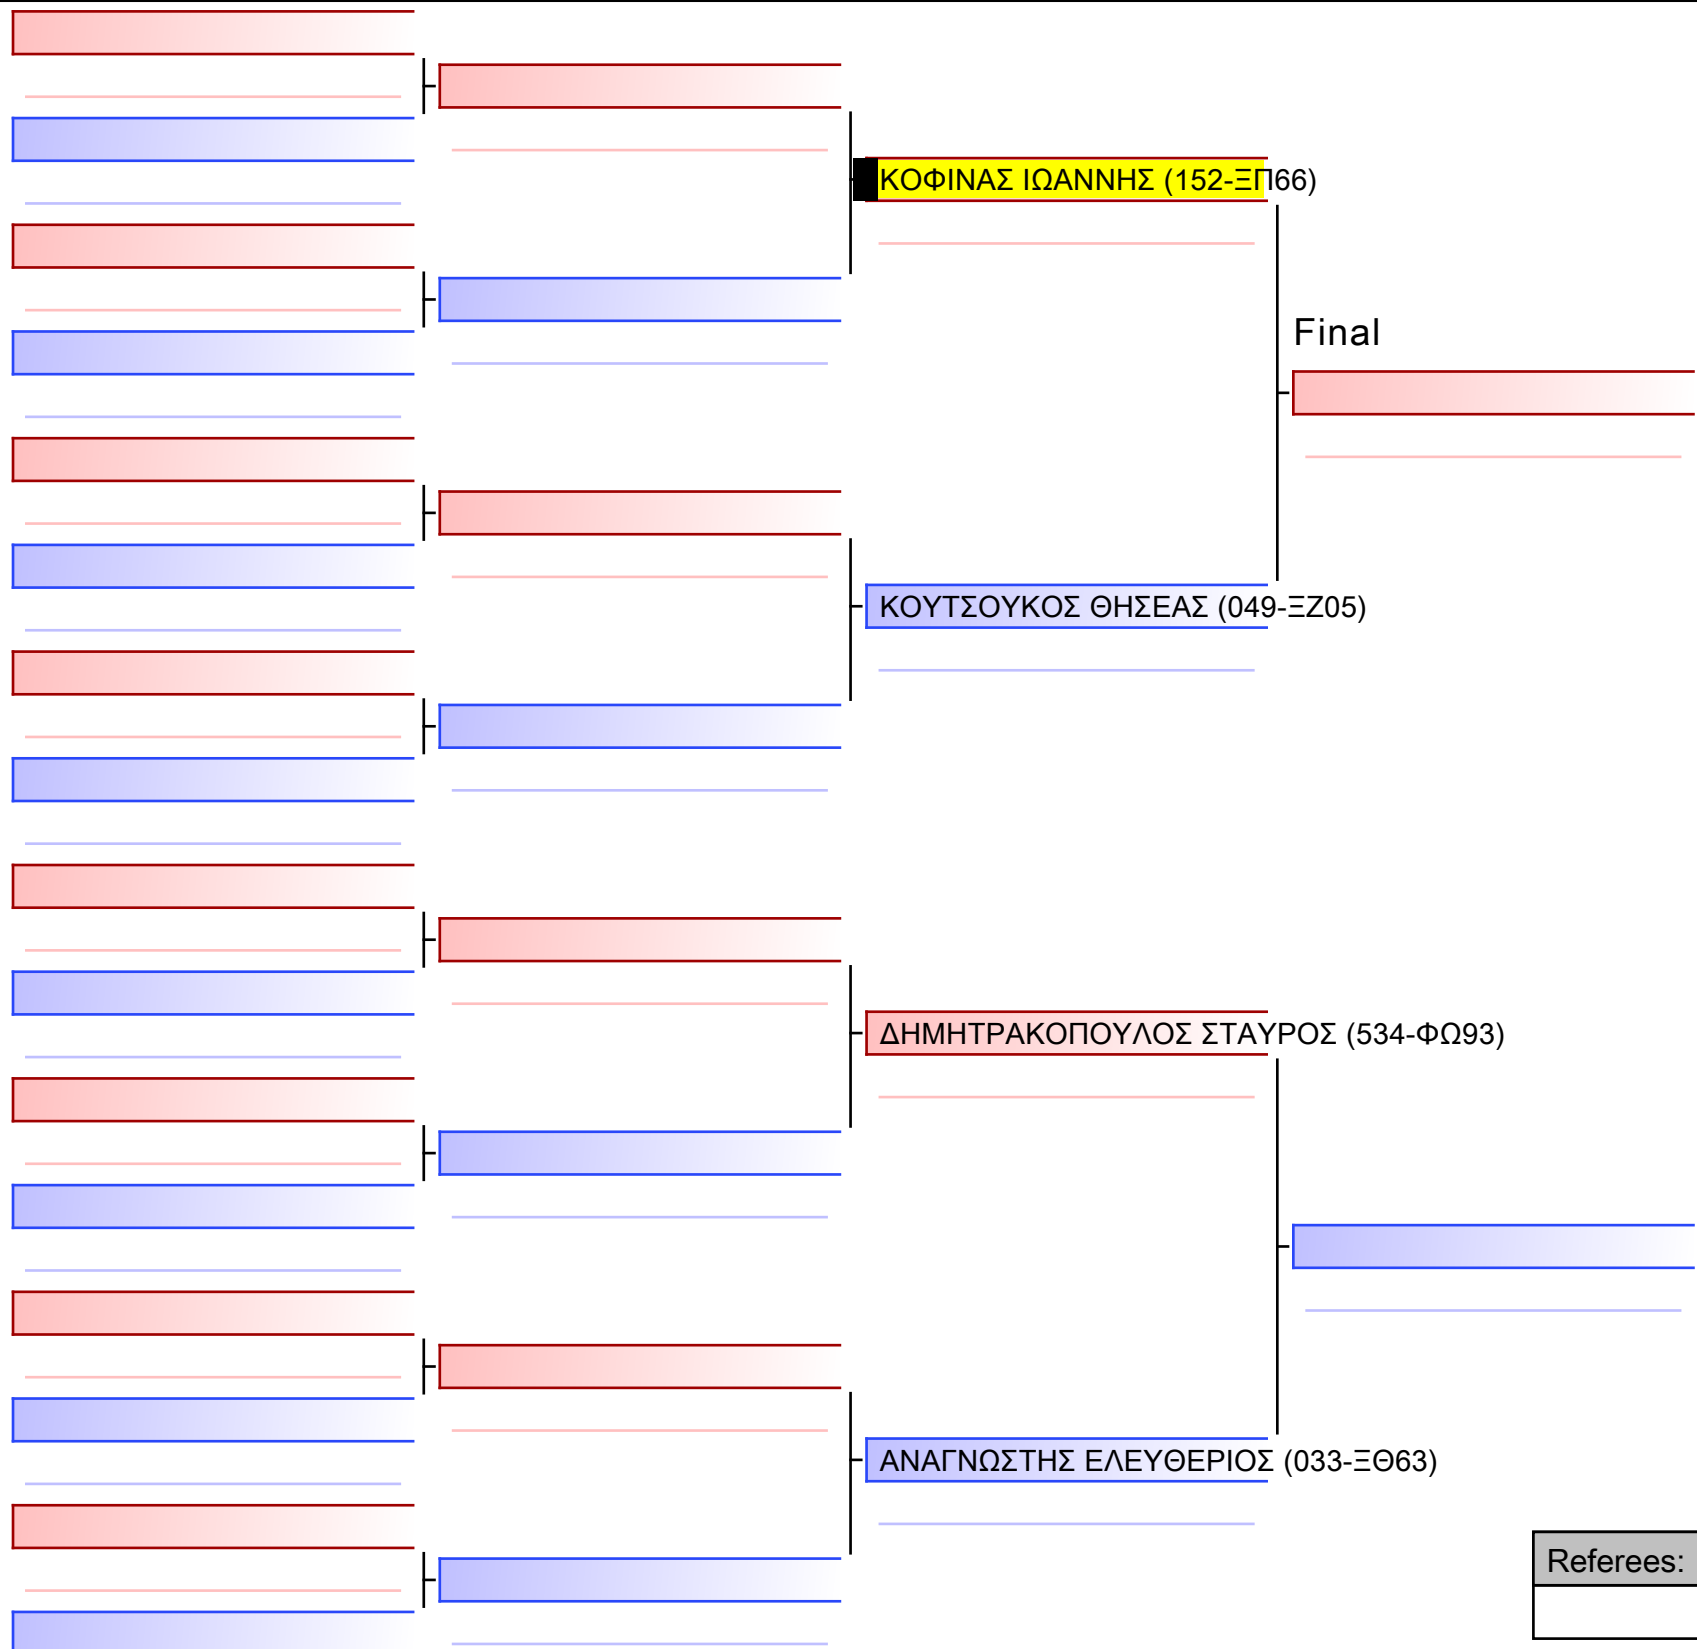 ΚΟΦΙΝΑΣ ΙΩΑΝΝΗΣ (152-ΞΠ66)
Final
ΚΟΥΤΣΟΥΚΟΣ ΘΗΣΕΑΣ (049-ΞΖ05)
ΔΗΜΗΤΡΑΚΟΠΟΥΛΟΣ ΣΤΑΥΡΟΣ (534-ΦΩ93)
ΑΝΑΓΝΩΣΤΗΣ ΕΛΕΥΘΕΡΙΟΣ (033-ΞΘ63)
Referees: